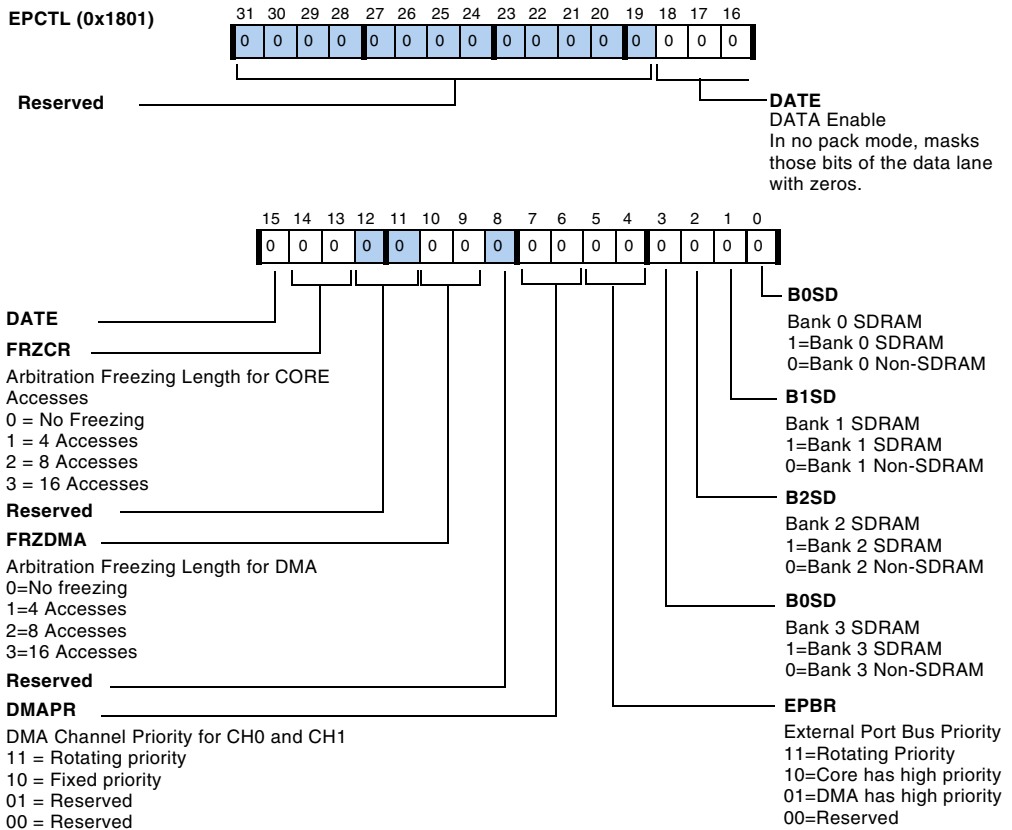 EPCTL (0x1801)
31 30 29 28 27 26 25 24 23 22 21 20 19 18 17 16
0 0 0 0 0 0 0 0 0 0 0 0 0 0 0 0
Reserved
DATE
DATA Enable
In no pack mode, masks
those bits of the data lane
with zeros.
15 14 13 12 11 10 9 8 7 6 5 4 3 2 1 0
0 0 0 0 0 0 0 0 0 0 0 0 0 0 0 0
DATE
FRZCR
Arbitration Freezing Length for CORE
Accesses
0 = No Freezing
1 = 4 Accesses
2 = 8 Accesses
3 = 16 Accesses
Reserved
FRZDMA
Arbitration Freezing Length for DMA
0=No freezing
1=4 Accesses
2=8 Accesses
3=16 Accesses
Reserved
DMAPR
DMA Channel Priority for CH0 and CH1
11 = Rotating priority
10 = Fixed priority
01 = Reserved
00 = Reserved
B0SD
Bank 0 SDRAM
1=Bank 0 SDRAM
0=Bank 0 Non-SDRAM
B1SD
Bank 1 SDRAM
1=Bank 1 SDRAM
0=Bank 1 Non-SDRAM
B2SD
Bank 2 SDRAM
1=Bank 2 SDRAM
0=Bank 2 Non-SDRAM
B0SD
Bank 3 SDRAM
1=Bank 3 SDRAM
0=Bank 3 Non-SDRAM
EPBR
External Port Bus Priority
11=Rotating Priority
10=Core has high priority
01=DMA has high priority
00=Reserved